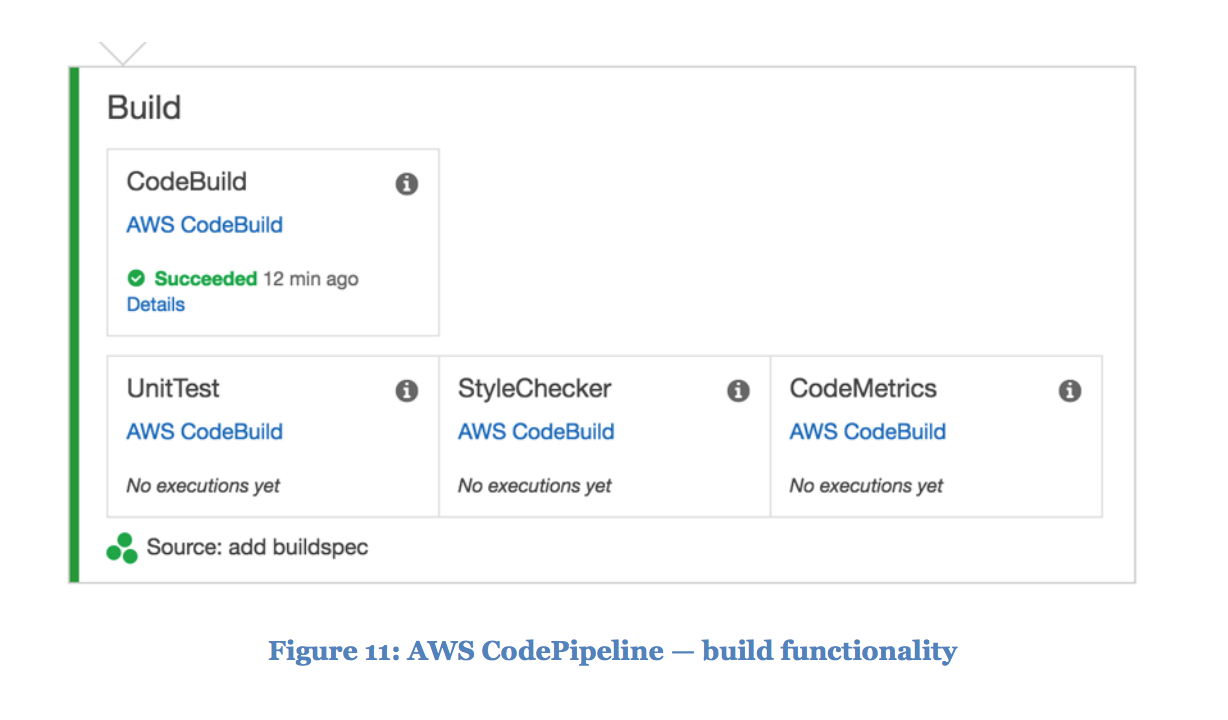 Build
CodeBuild
AWS CodeBuild
Succeeded 12 min ago
Details
UnitTest
AWS CodeBuild
No executions yet
StyleChecker
AWS CodeBuild
No executions yet
CodeMetrics
AWS CodeBuild
No executions yet
Source: add buildspec
Figure 11: AWS CodePipeline — build functionality